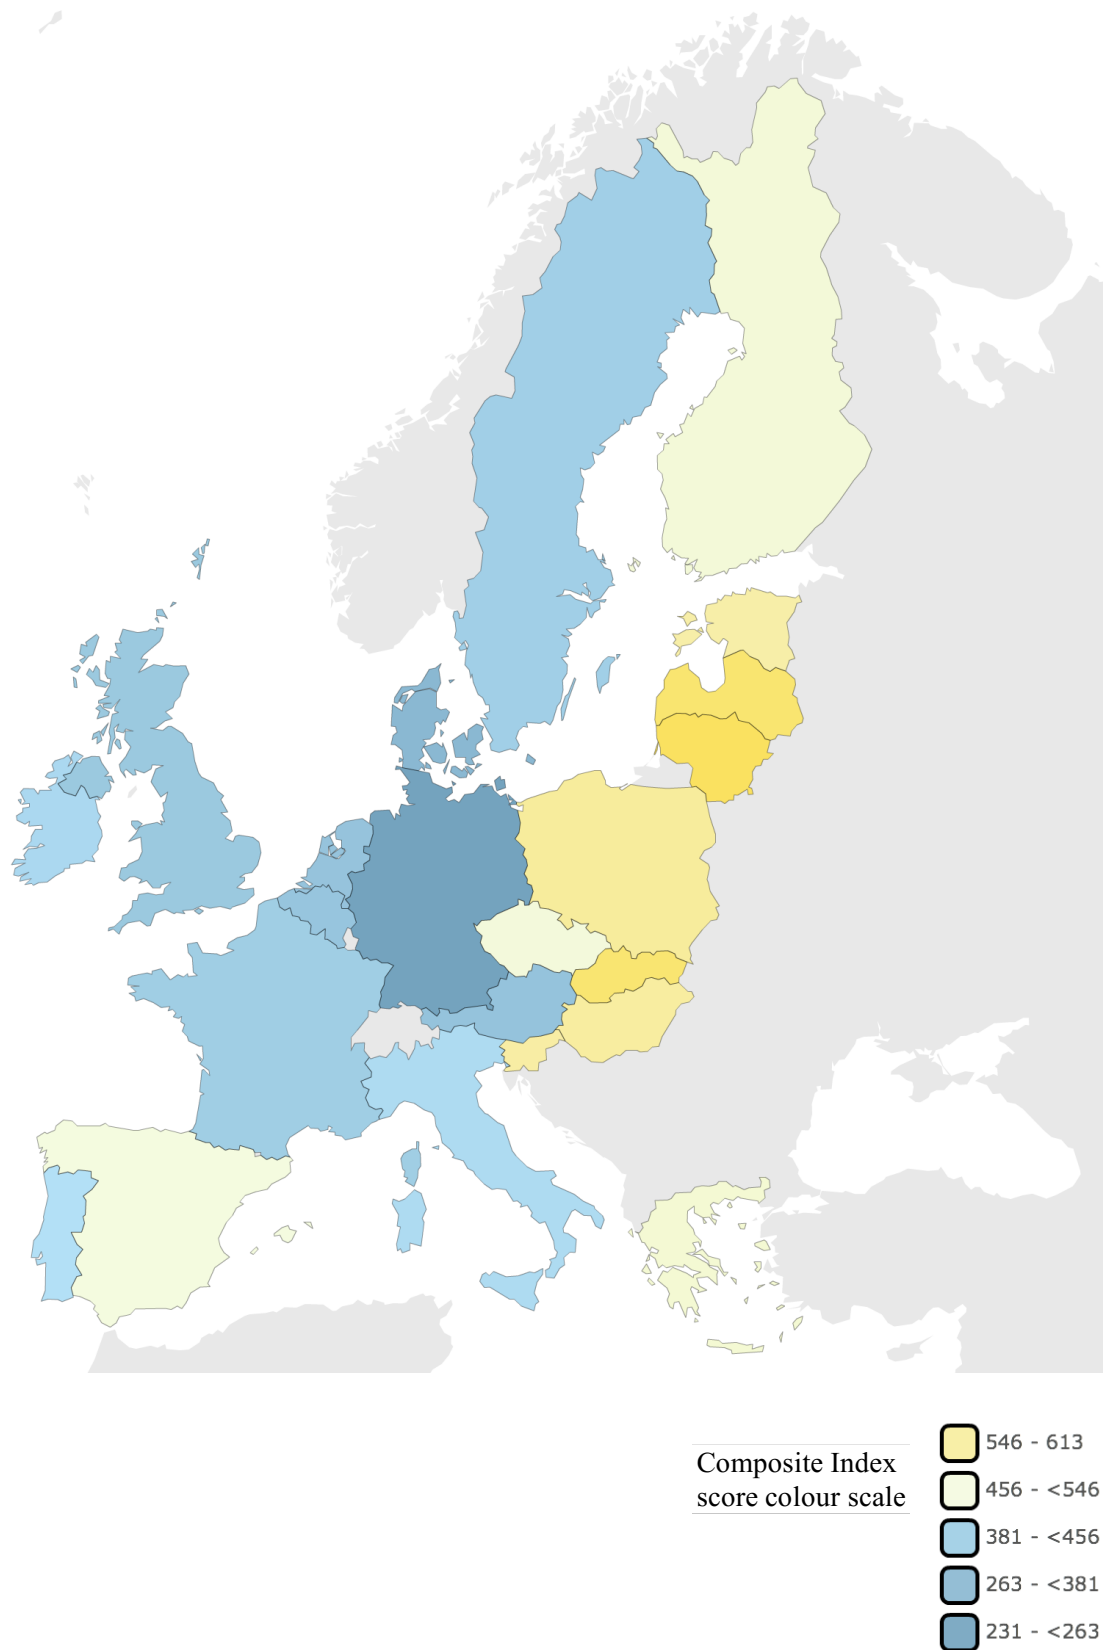 Composite Index
score colour scale
546 - 613
456 - <546
381 - <456
263 - <381
231 - <263